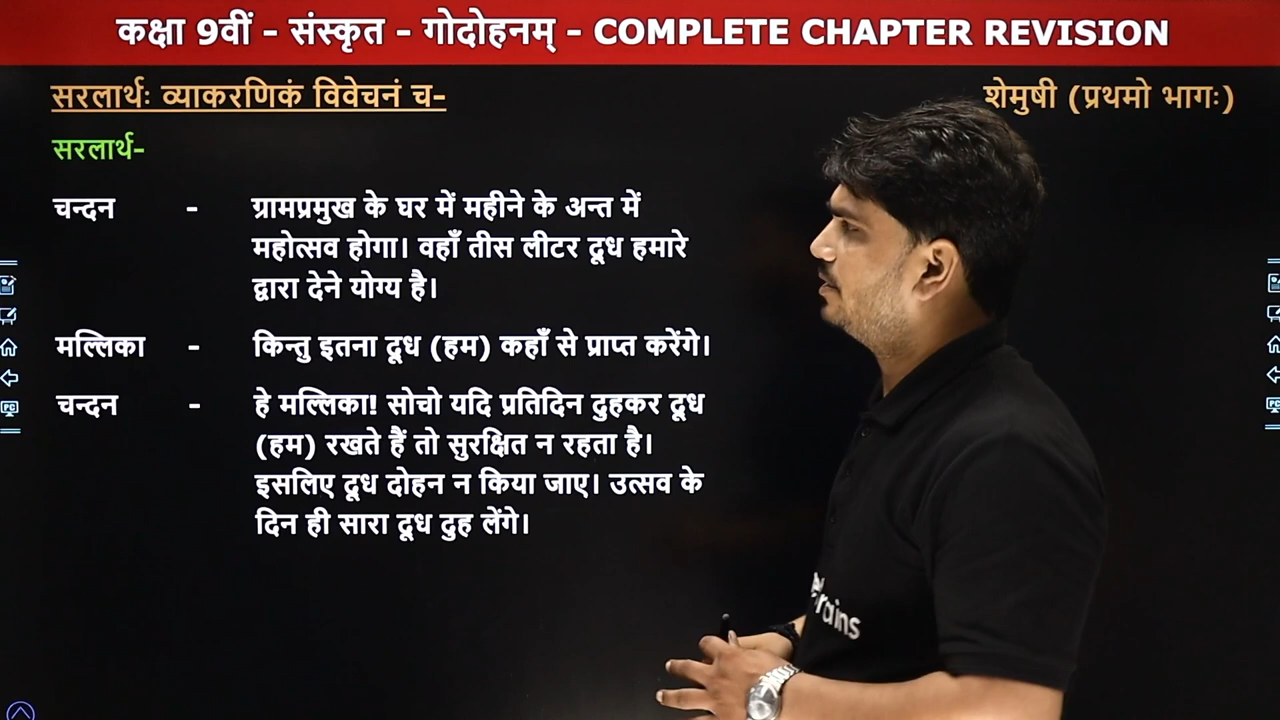 कक्षा 9वीं - संस्कृत - गोदोहनम् - COMPLETE CHAPTER REVISION
सरलार्थः व्याकरणिकं विवेचनं च-
शेमुषी (प्रथमो भागः)
सरलार्थ-
चन्दन - ग्रामप्रमुख के घर में महीने के अन्त में
महोत्सव होगा। वहाँ तीस लीटर दूध हमारे
द्वारा देने योग्य है।
मल्लिका - किन्तु इतना दूध (हम) कहाँ से प्राप्त करेंगे।
चन्दन - हे मल्लिका! सोचो यदि प्रतिदिन दुहकर दूध
(हम) रखते हैं तो सुरक्षित न रहता है।
इसलिए दूध दोहन न किया जाए। उत्सव के
दिन ही सारा दूध दुह लेंगे।
PC
PC